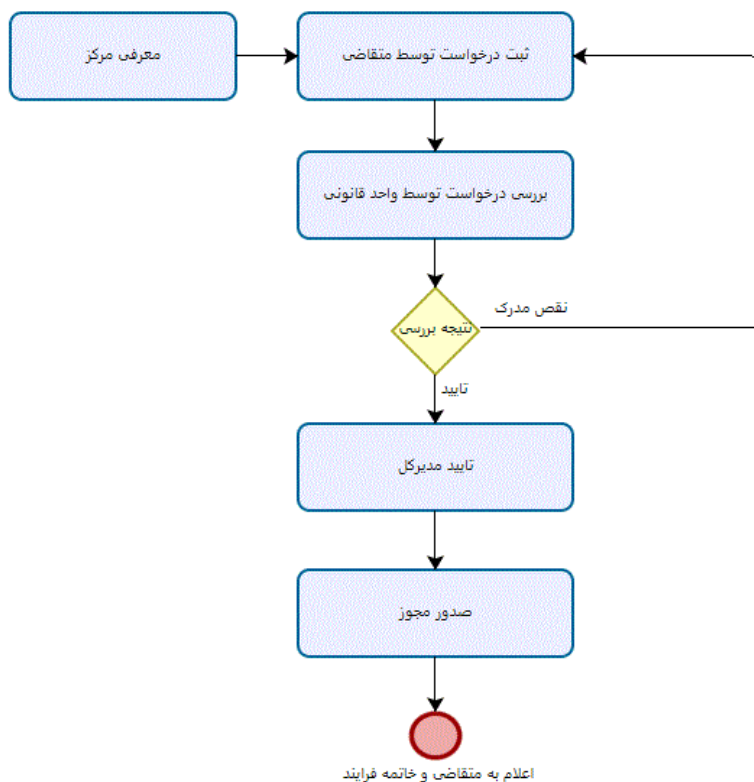 معرفی مرکز
ثبت درخواست توسط متقاضی
بررسی درخواست توسط واحد قانونی
نتیجه بررسی
نقص مدرک
تایید
تایید مدیرکل
صدور مجوز
اعلام به متقاضی و خاتمه فرایند